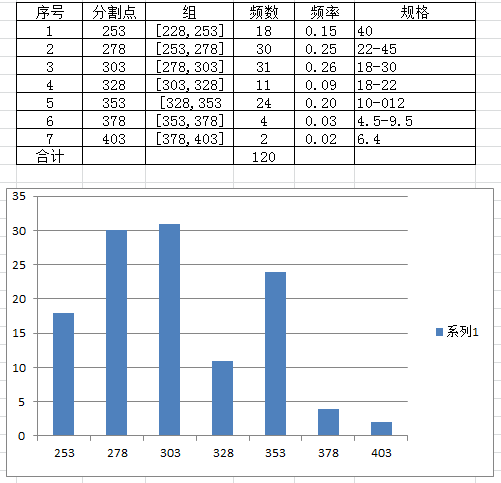 序号 分割点 组 频数 频率 规格
1 253 [228,253] 18 0.15 40
2 278 [253,278] 30 0.25 22-45
3 303 [278,303] 31 0.26 18-30
4 328 [303,328] 11 0.09 18-22
5 353 [328,353 24 0.20 10-012
6 378 [353,378] 4 0.03 4.5-9.5
7 403 [378,403] 2 0.02 6.4
合计 120
35
30
25
20
15
10
5
0
253 278 303 328 353 378 403
系列1